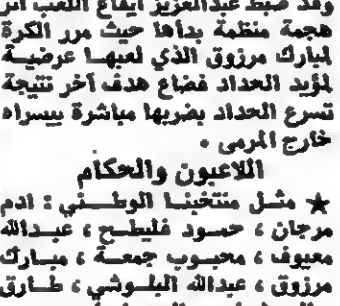 وقد ضبط عبدالعزيز ايقاع اللعب اثر
هجمة منظمة بدأها حيث مرر الكرة
لمبارك مرزوق الذي لعبها عرضية
لمؤيد الحداد فضاع هدف آخر نتيجة
تسرع الحداد بضربها مباشرة بيسراه
خارج المرمى .
اللاعبون والحكام
★ مثل منتخبنا الوطني : ادم
مرجان ، حمود فليطح ، عبدالله
معيوف ، محبوب جمعة ، مبارك
مرزوق ، عبدالله البلوشي ، طارق